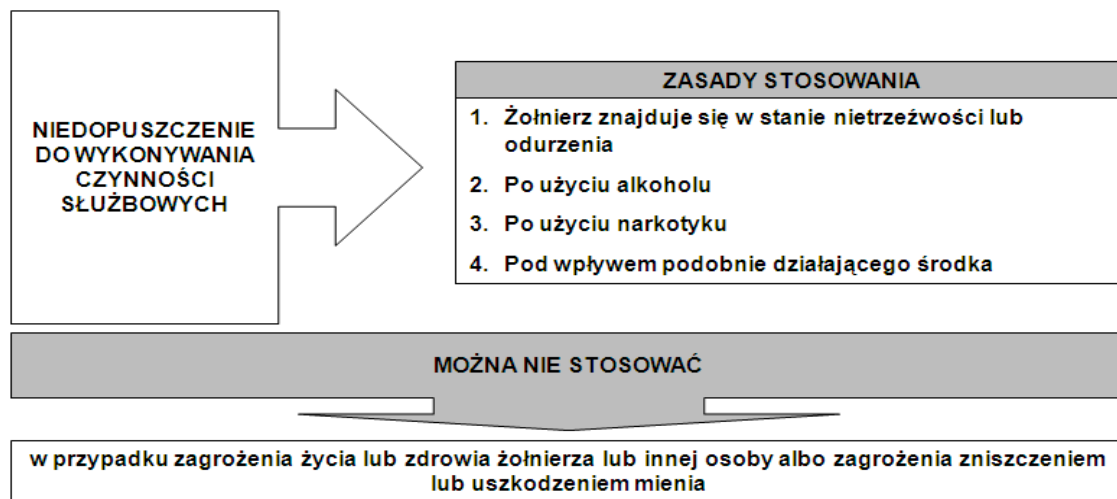 NIEDOPUSZCZENIE
DO WYKONYWANIA
CZYNNOŚCI
SŁUŻBOWYCH
ZASADY STOSOWANIA
1. Żołnierz znajduje się w stanie nietrzeźwości lub
odurzenia
2. Po użyciu alkoholu
3. Po użyciu narkotyku
4. Pod wpływem podobnie działającego środka
MOŻNA NIE STOSOWAĆ
w przypadku zagrożenia życia lub zdrowia żołnierza lub innej osoby albo zagrożenia zniszczeniem
lub uszkodzeniem mienia